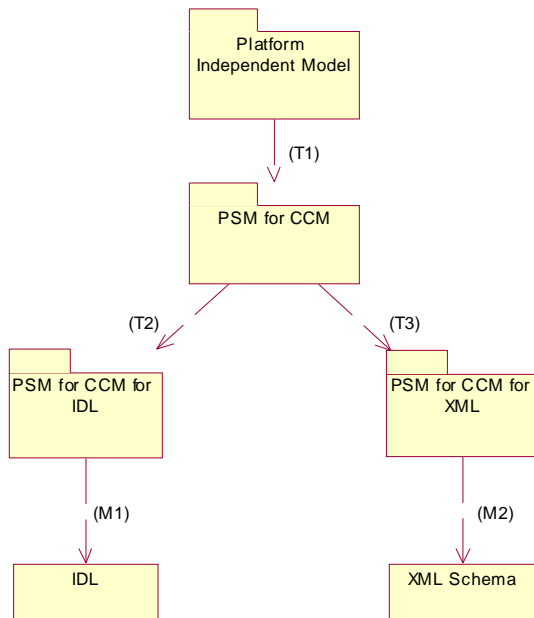 Platform
Independent Model
(T1)
PSM for CCM
(T2)
(T3)
PSM for CCM for
IDL
PSM for CCM for
XML
(M1)
(M2)
IDL
XML Schema